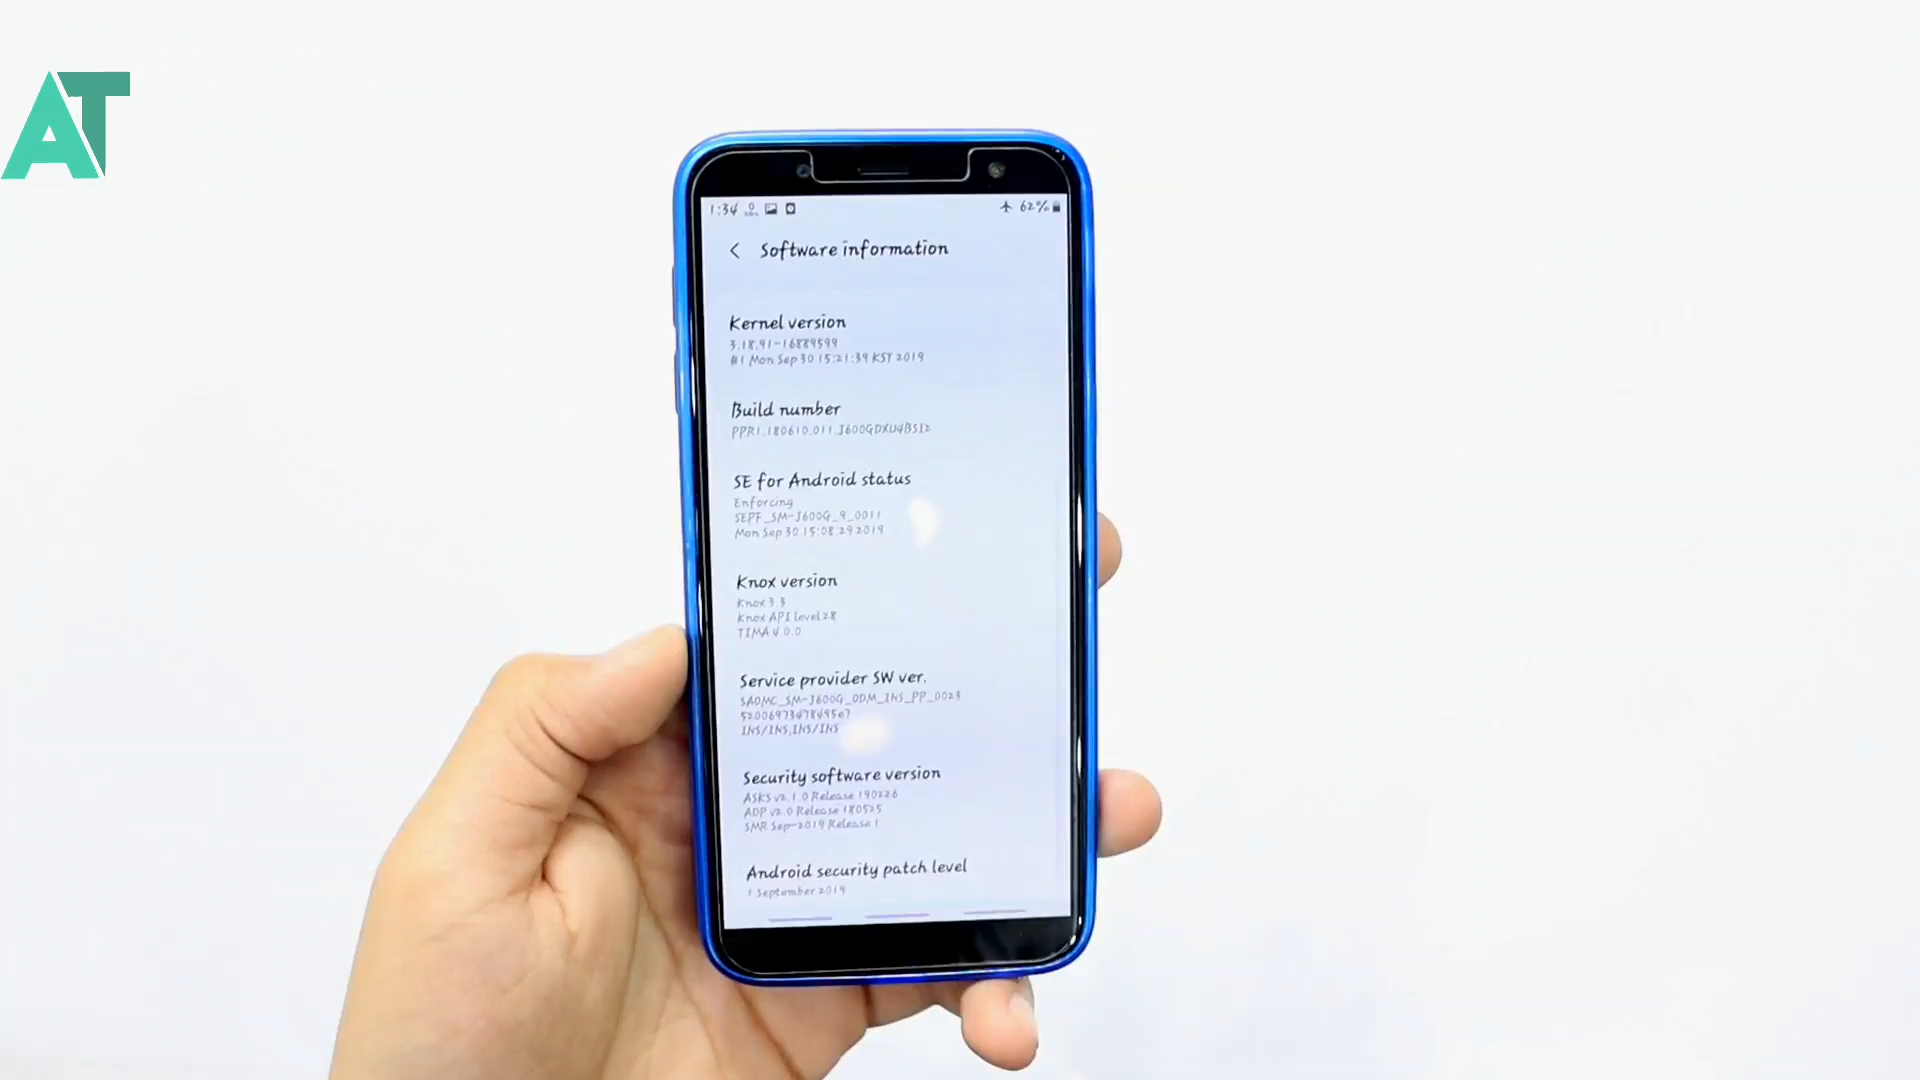 AT
1:34 0 62%
Software information
Kernel version
3.18.91-16889599
#1 Mon Sep 30 15:21:39 KST 2019
Build number
PPR1.180610.011.J600GDXU4BSI2
SE for Android status
Enforcing
SEPF_SM-J600G_9_0011
Mon Sep 30 15:08:29 2019
Knox version
Knox 3.3
Knox API level 28
TIMA 4.0.0
Service provider SW ver.
SAOMC_SM-J600G_ODM_INS_PP_0023
52006973478495e7
INS/INS,INS/INS
Security software version
ASKS v2.1.0 Release 190226
ADP v2.0 Release 180525
SMR Sep-2019 Release 1
Android security patch level
1 September 2019